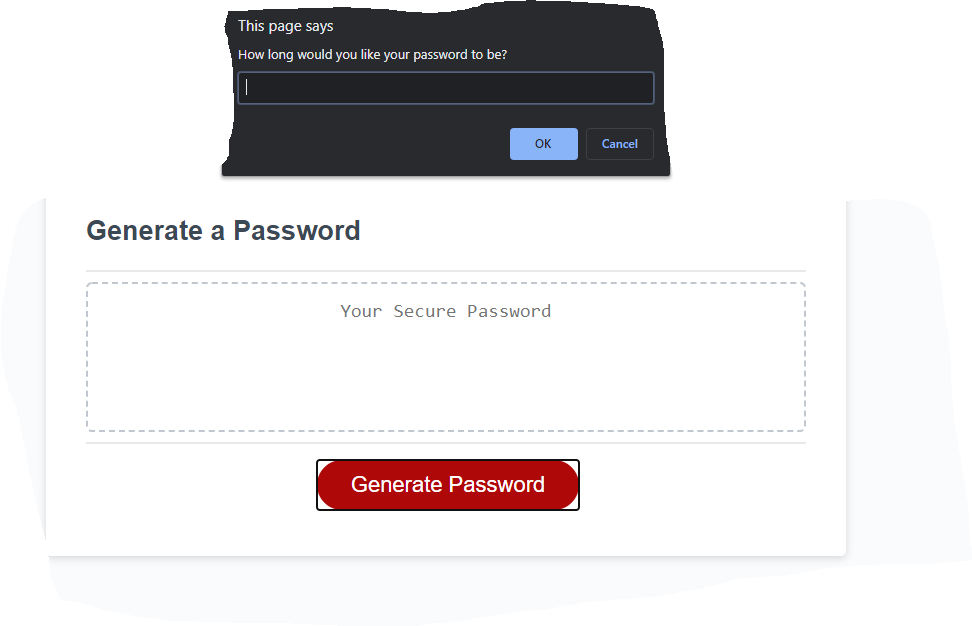 This page says
How long would you like your password to be?
OK
Cancel
Generate a Password
Your Secure Password
Generate Password